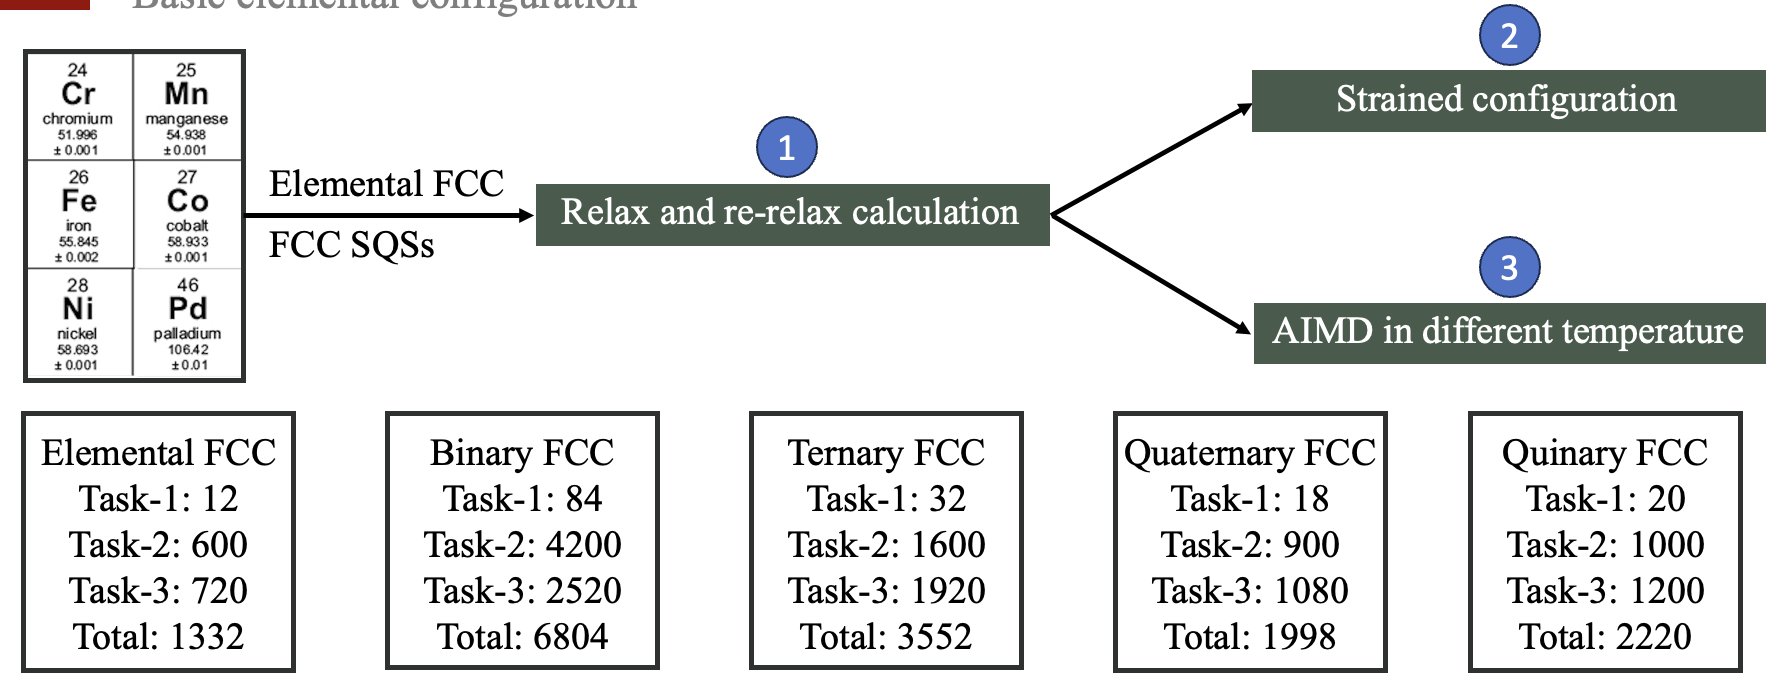 Basic elemental configuration
24
Cr
chromium
51.996
± 0.001
25
Mn
manganese
54.938
± 0.001
26
Fe
iron
55.845
± 0.002
27
Co
cobalt
58.933
± 0.001
28
Ni
nickel
58.693
± 0.001
46
Pd
palladium
106.42
± 0.01
Elemental FCC
FCC SQSs
1
Relax and re-relax calculation
2
Strained configuration
3
AIMD in different temperature
Elemental FCC
Task-1: 12
Task-2: 600
Task-3: 720
Total: 1332
Binary FCC
Task-1: 84
Task-2: 4200
Task-3: 2520
Total: 6804
Ternary FCC
Task-1: 32
Task-2: 1600
Task-3: 1920
Total: 3552
Quaternary FCC
Task-1: 18
Task-2: 900
Task-3: 1080
Total: 1998
Quinary FCC
Task-1: 20
Task-2: 1000
Task-3: 1200
Total: 2220